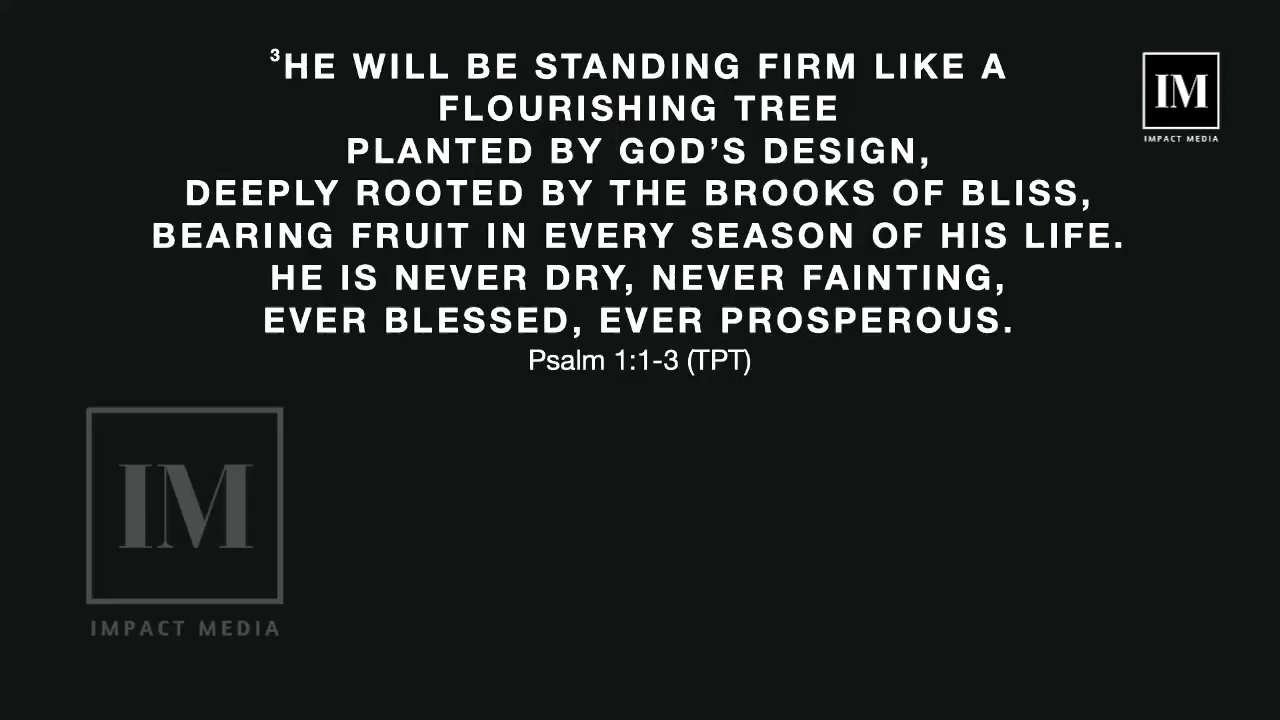 ³HE WILL BE STANDING FIRM LIKE A
FLOURISHING TREE
PLANTED BY GOD’S DESIGN,
DEEPLY ROOTED BY THE BROOKS OF BLISS,
BEARING FRUIT IN EVERY SEASON OF HIS LIFE.
HE IS NEVER DRY, NEVER FAINTING,
EVER BLESSED, EVER PROSPEROUS.
Psalm 1:1-3 (TPT)
IM
IMPACT MEDIA
IM
IMPACT MEDIA